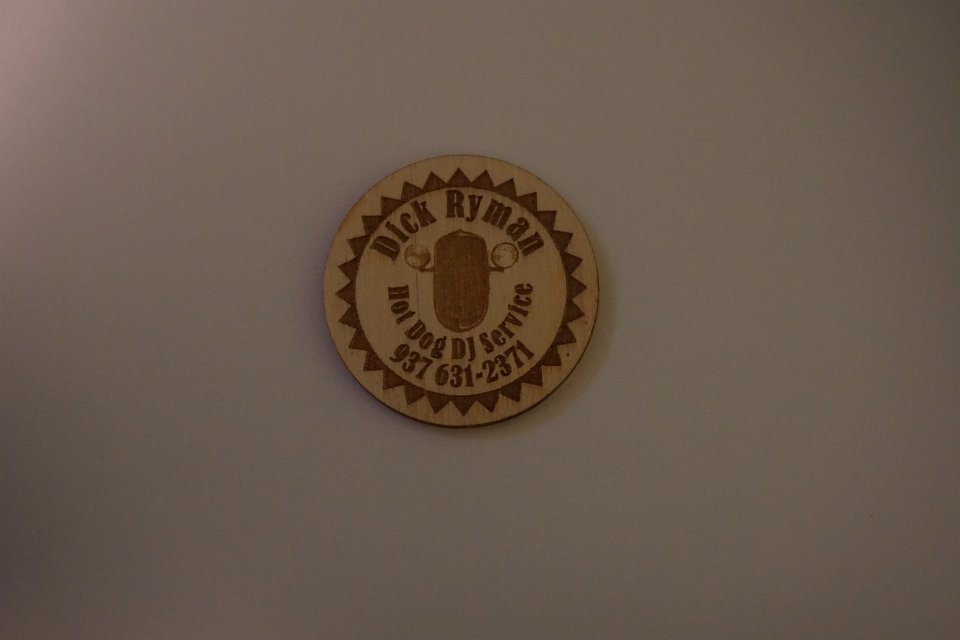 Dick Ryman
Hot Dog DJ Service
937 631-2371